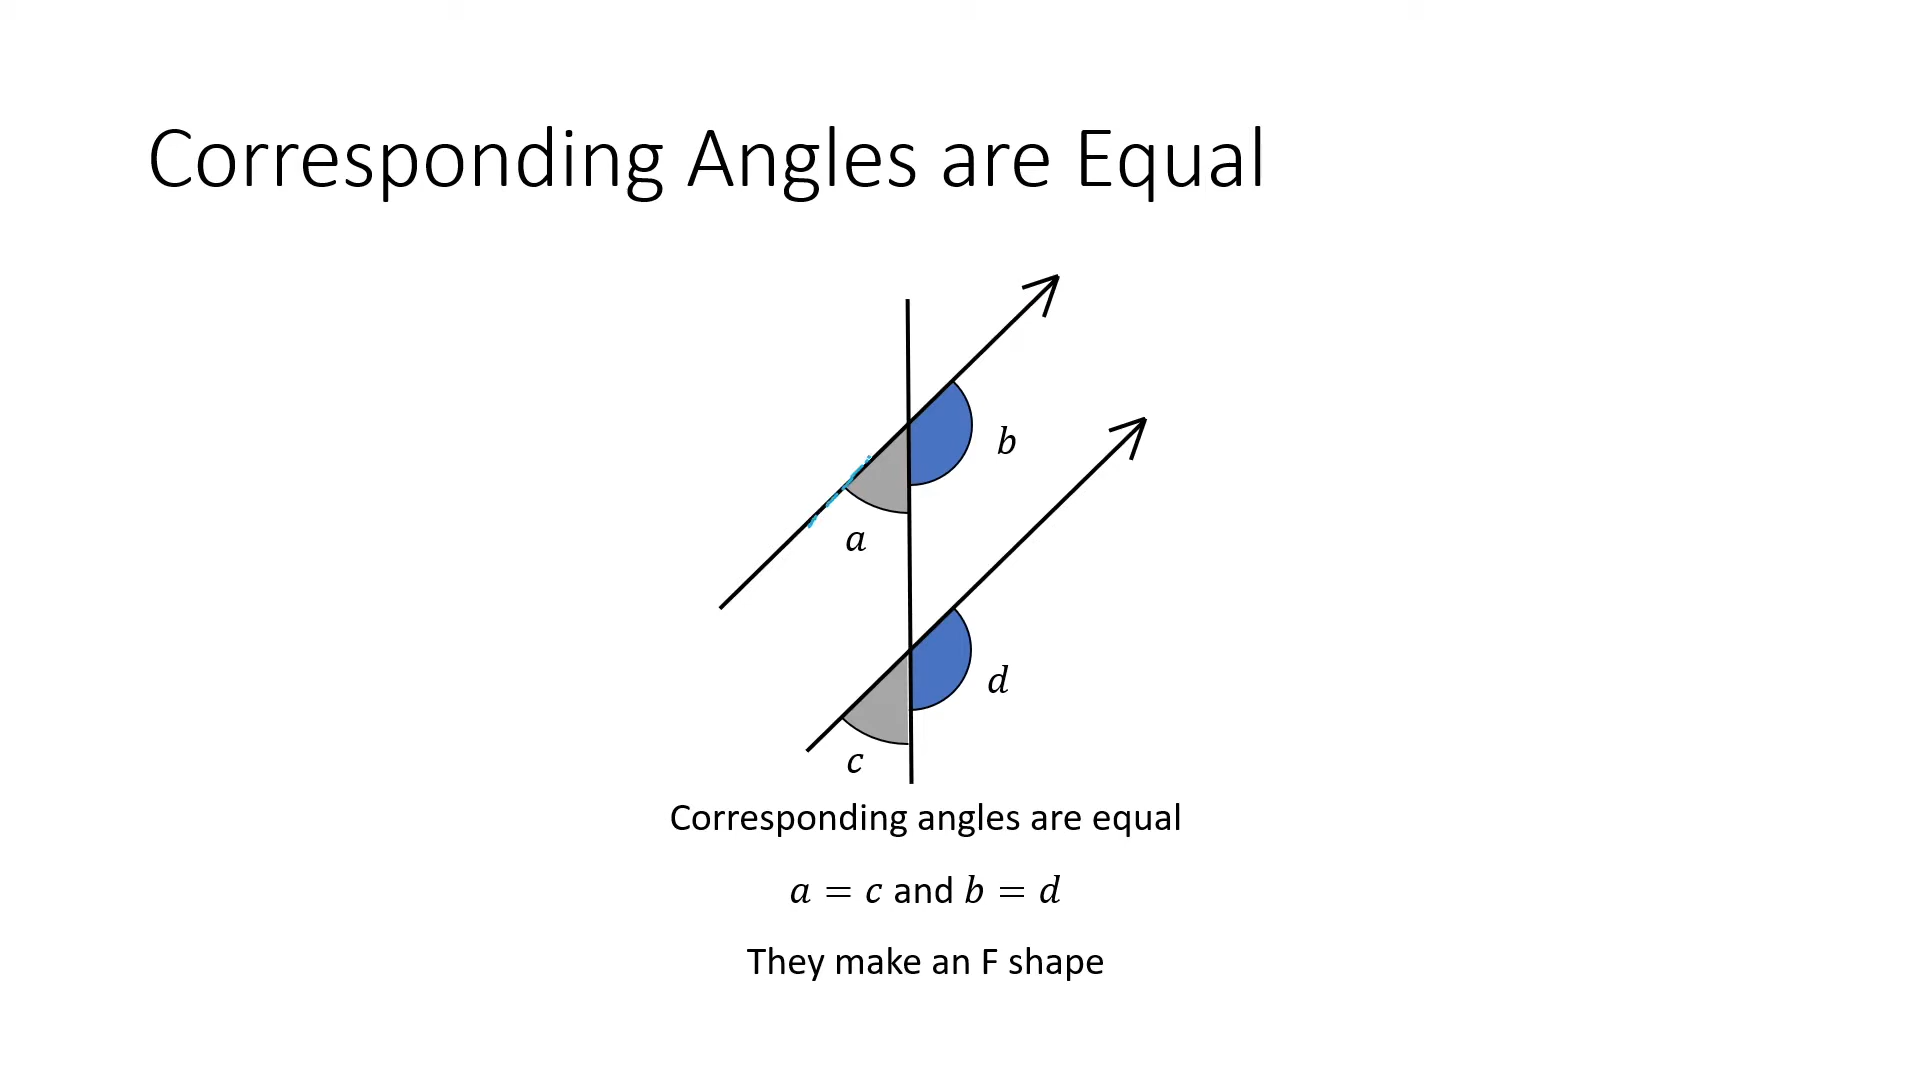 Corresponding Angles are Equal
b
a
d
c
Corresponding angles are equal
a = c and b = d
They make an F shape